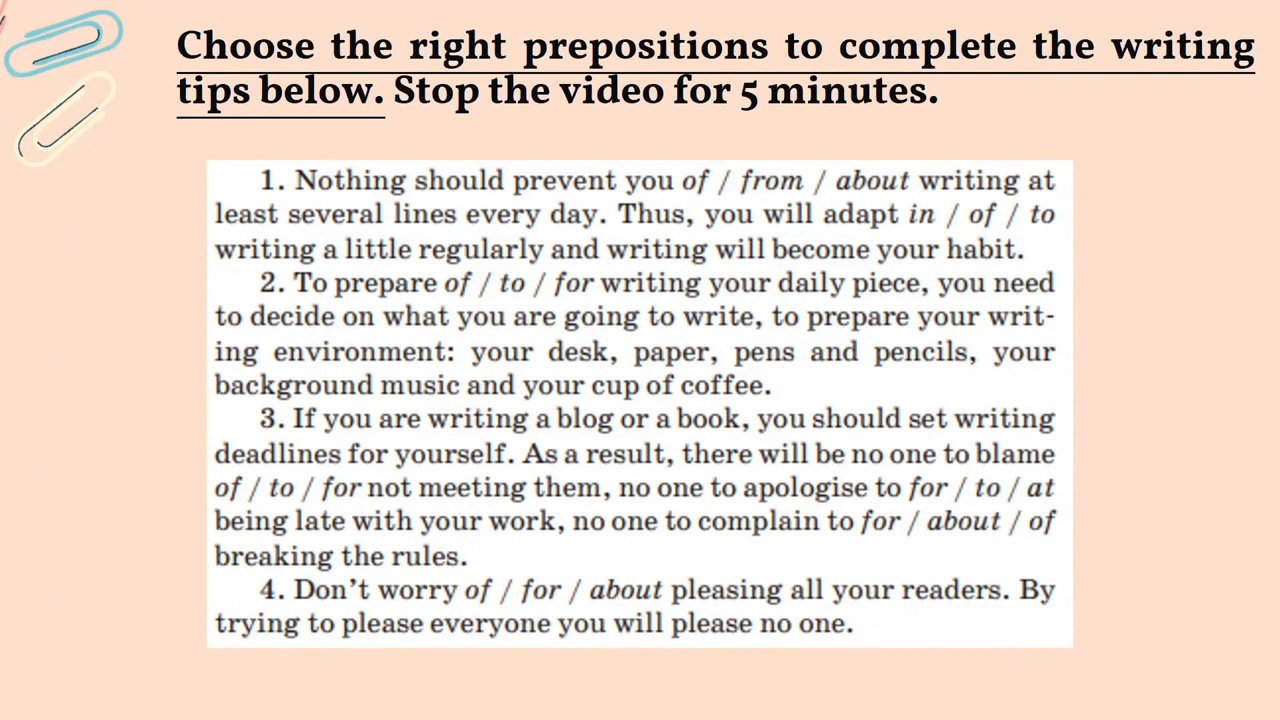 Choose the right prepositions to complete the writing
tips below. Stop the video for 5 minutes.
1. Nothing should prevent you of / from / about writing at
least several lines every day. Thus, you will adapt in / of / to
writing a little regularly and writing will become your habit.
2. To prepare of / to / for writing your daily piece, you need
to decide on what you are going to write, to prepare your writ-
ing environment: your desk, paper, pens and pencils, your
background music and your cup of coffee.
3. If you are writing a blog or a book, you should set writing
deadlines for yourself. As a result, there will be no one to blame
of / to / for not meeting them, no one to apologise to for / to / at
being late with your work, no one to complain to for / about / of
breaking the rules.
4. Don't worry of / for / about pleasing all your readers. By
trying to please everyone you will please no one.